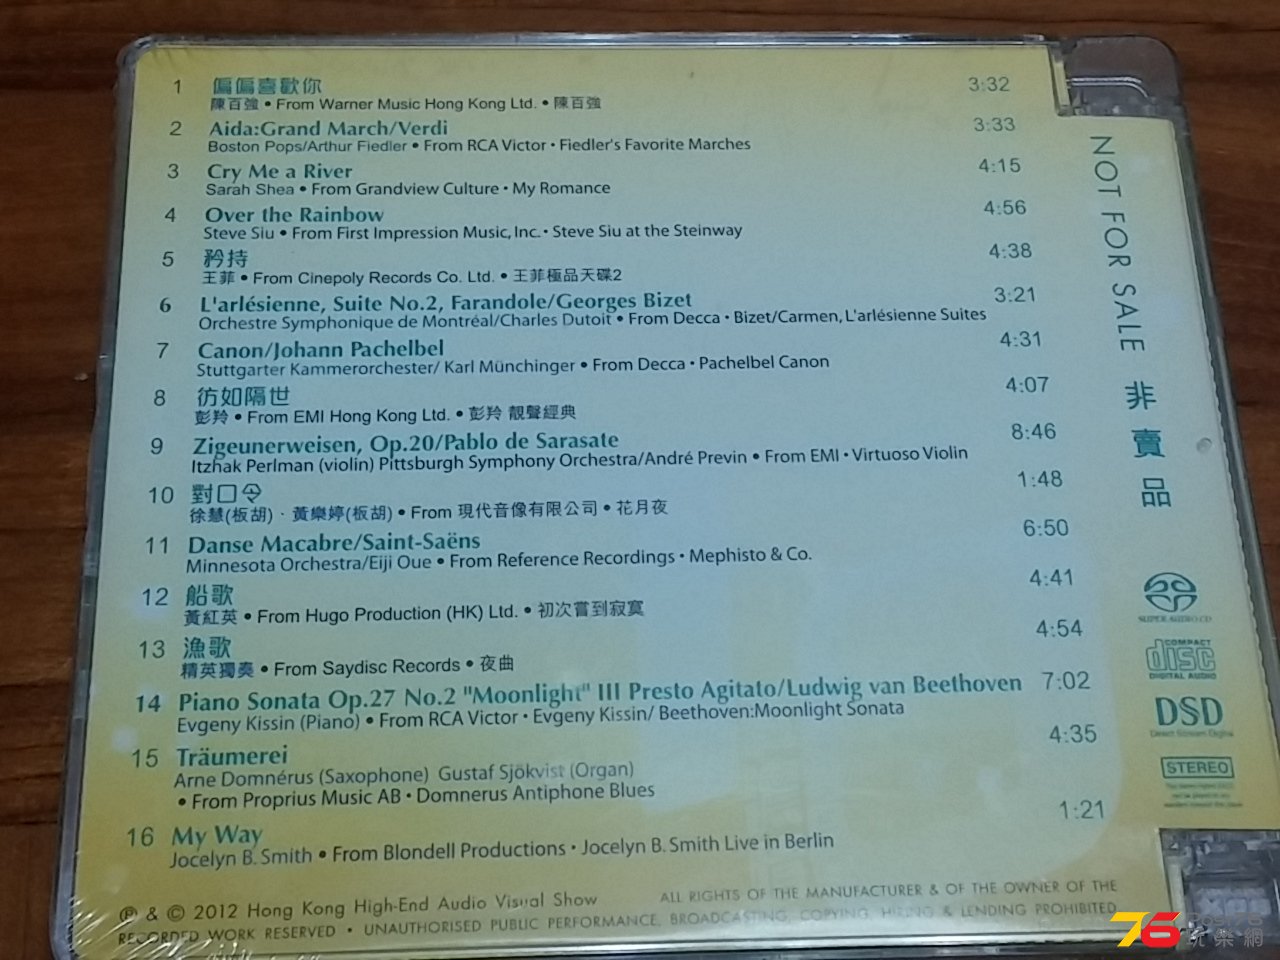 1 偏偏喜歡你 3:32
陳百強 • From Warner Music Hong Kong Ltd. • 陳百強
2 Aida:Grand March/Verdi 3:33
Boston Pops/Arthur Fiedler • From RCA Victor · Fiedler's Favorite Marches
3 Cry Me a River 4:15
Sarah Shea • From Grandview Culture · My Romance
4 Over the Rainbow 4:56
Steve Siu • From First Impression Music, Inc. · Steve Siu at the Steinway
5 矜持 4:38
王菲 • From Cinepoly Records Co. Ltd. • 王菲極品天碟2
6 L'arlésienne, Suite No.2, Farandole/Georges Bizet 3:21
Orchestre Symphonique de Montréal/Charles Dutoit • From Decca · Bizet/Carmen, L'arlésienne Suites
7 Canon/Johann Pachelbel 4:31
Stuttgarter Kammerorchester/ Karl Münchinger • From Decca · Pachelbel Canon
8 彷如隔世 4:07
彭羚 • From EMI Hong Kong Ltd. • 彭羚 靚聲經典
9 Zigeunerweisen, Op.20/Pablo de Sarasate 8:46
Itzhak Perlman (violin) Pittsburgh Symphony Orchestra/André Previn • From EMI · Virtuoso Violin
10 對口令 1:48
徐慧(板胡)﹑黃樂婷(板胡) • From 現代音像有限公司 • 花月夜
11 Danse Macabre/Saint-Saëns 6:50
Minnesota Orchestra/Eiji Oue • From Reference Recordings · Mephisto & Co.
12 船歌 4:41
黃紅英 • From Hugo Production (HK) Ltd. • 初次嘗到寂寞
13 漁歌 4:54
精英獨奏 • From Saydisc Records • 夜曲
14 Piano Sonata Op.27 No.2 "Moonlight" III Presto Agitato/Ludwig van Beethoven 7:02
Evgeny Kissin (Piano) • From RCA Victor · Evgeny Kissin/ Beethoven:Moonlight Sonata
15 Träumerei 4:35
Arne Domnérus (Saxophone) Gustaf Sjökvist (Organ)
• From Proprius Music AB · Domnerus Antiphone Blues
16 My Way 1:21
Jocelyn B. Smith • From Blondell Productions · Jocelyn B. Smith Live in Berlin
℗ & © 2012 Hong Kong High-End Audio Visual Show ALL RIGHTS OF THE MANUFACTURER & OF THE OWNER OF THE
RECORDED WORK RESERVED • UNAUTHORISED PUBLIC PERFORMANCE, BROADCASTING, COPYING, HIRING & LENDING PROHIBITED
NOT FOR SALE 非賣品
SUPER AUDIO CD
COMPACT
disc
DIGITAL AUDIO
DSD
Direct Stream Digital
STEREO
76
Post76
玩樂網